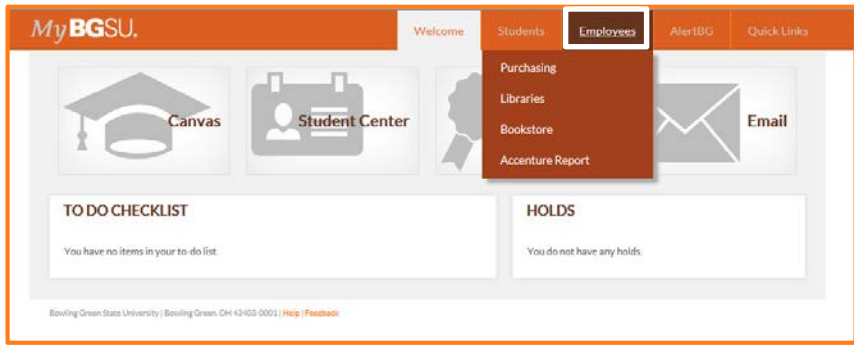 MyBGSU.
Welcome Students Employees AlertBG Quick Links
Purchasing
Libraries
Bookstore
Accenture Report
Canvas Student Center Email
TO DO CHECKLIST
You have no items in your to-do list.
HOLDS
You do not have any holds.
Bowling Green State University | Bowling Green, OH 43403-0001 | Help | Feedback